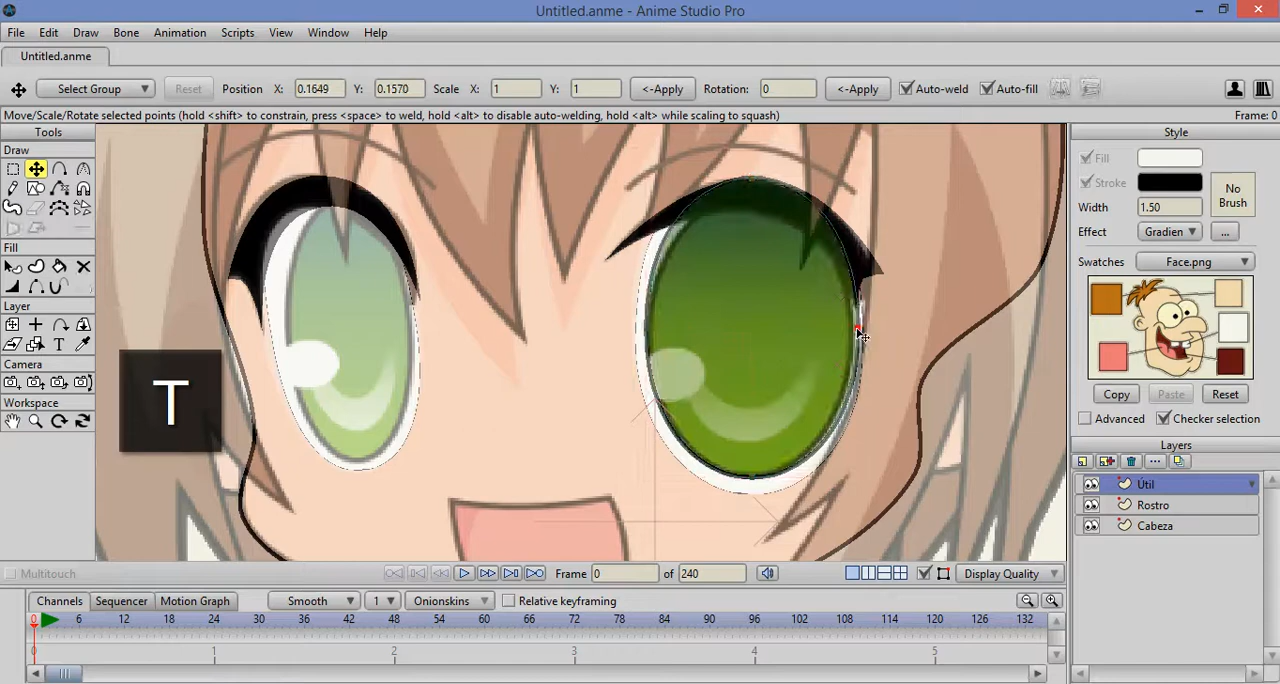 Untitled.anme - Anime Studio Pro
File Edit Draw Bone Animation Scripts View Window Help
Untitled.anme
Select Group Reset Position X: 0.1649 Y: 0.1570 Scale X: 1 Y: 1 <-Apply Rotation: 0 <-Apply Auto-weld Auto-fill
Move/Scale/Rotate selected points (hold <shift> to constrain, press <space> to weld, hold <alt> to disable auto-welding, hold <alt> while scaling to squash)
Frame: 0
Tools
Draw
Fill
Layer
T
Camera
Workspace
T
Style
Fill
Stroke
No Brush
Width 1.50
Effect Gradien ...
Swatches Face.png
Copy Paste Reset
Advanced Checker selection
Layers
Útil
Rostro
Cabeza
Multitouch
Frame 0 of 240
Display Quality
Channels Sequencer Motion Graph Smooth 1 Onionskins Relative keyframing
0 6 12 18 24 30 36 42 48 54 60 66 72 78 84 90 96 102 108 114 120 126 132
0 1 2 3 4 5